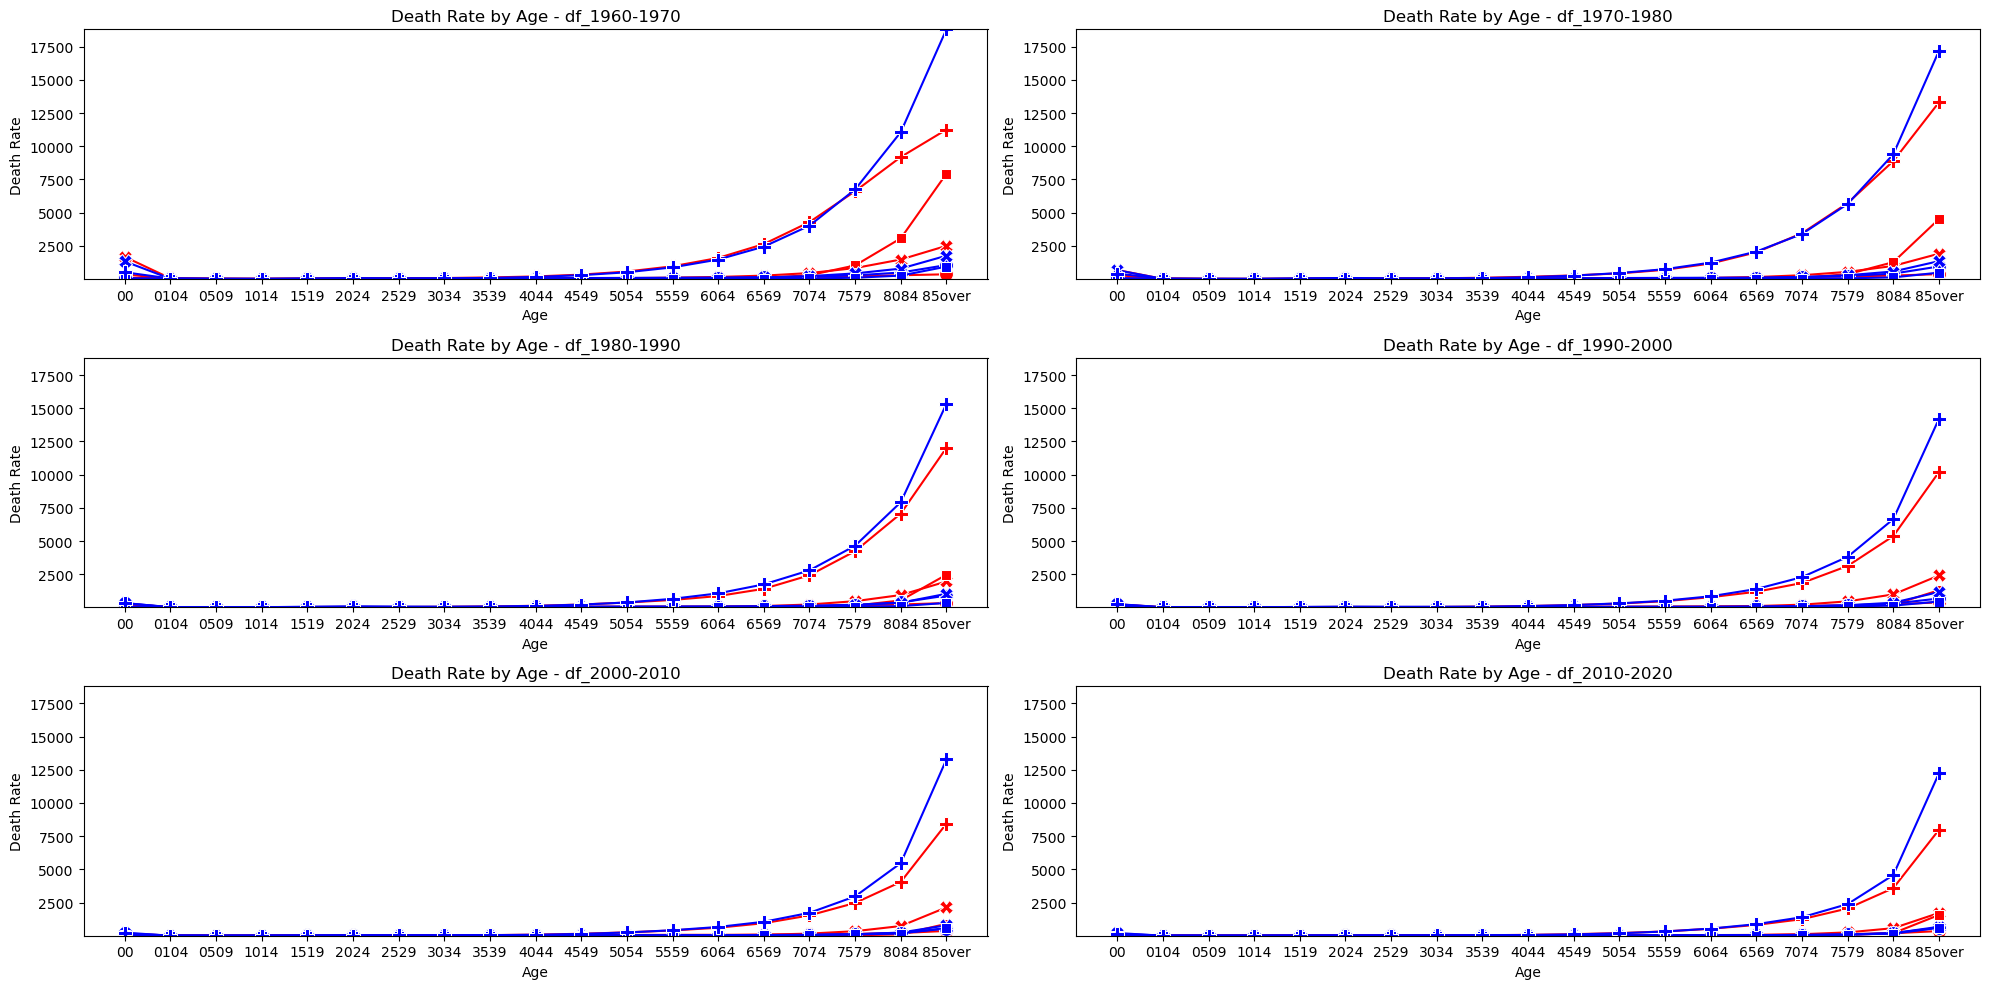 Death Rate by Age - df_1960-1970
17500
15000
12500
10000
7500
5000
2500
Death Rate
00 0104 0509 1014 1519 2024 2529 3034 3539 4044 4549 5054 5559 6064 6569 7074 7579 8084 85over
Age
Death Rate by Age - df_1970-1980
17500
15000
12500
10000
7500
5000
2500
Death Rate
00 0104 0509 1014 1519 2024 2529 3034 3539 4044 4549 5054 5559 6064 6569 7074 7579 8084 85over
Age
Death Rate by Age - df_1980-1990
17500
15000
12500
10000
7500
5000
2500
Death Rate
00 0104 0509 1014 1519 2024 2529 3034 3539 4044 4549 5054 5559 6064 6569 7074 7579 8084 85over
Age
Death Rate by Age - df_1990-2000
17500
15000
12500
10000
7500
5000
2500
Death Rate
00 0104 0509 1014 1519 2024 2529 3034 3539 4044 4549 5054 5559 6064 6569 7074 7579 8084 85over
Age
Death Rate by Age - df_2000-2010
17500
15000
12500
10000
7500
5000
2500
Death Rate
00 0104 0509 1014 1519 2024 2529 3034 3539 4044 4549 5054 5559 6064 6569 7074 7579 8084 85over
Age
Death Rate by Age - df_2010-2020
17500
15000
12500
10000
7500
5000
2500
Death Rate
00 0104 0509 1014 1519 2024 2529 3034 3539 4044 4549 5054 5559 6064 6569 7074 7579 8084 85over
Age